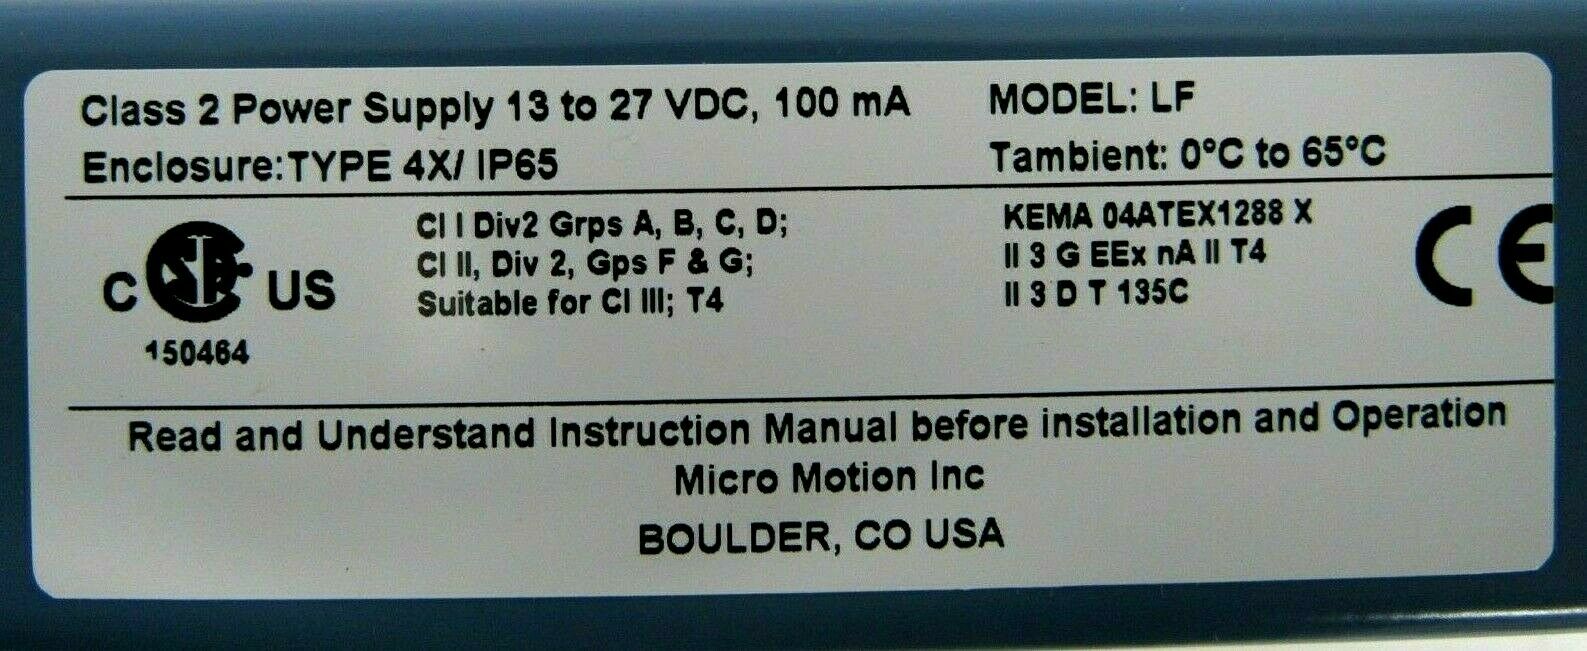 Class 2 Power Supply 13 to 27 VDC, 100 mA
MODEL: LF
Enclosure:TYPE 4X/ IP65
Tambient: 0°C to 65°C
C SP US
150464
Cl I Div2 Grps A, B, C, D;
Cl II, Div 2, Gps F & G;
Suitable for Cl III; T4
KEMA 04ATEX1288 X
II 3 G EEx nA II T4
II 3 D T 135C
CE
Read and Understand Instruction Manual before installation and Operation
Micro Motion Inc
BOULDER, CO USA